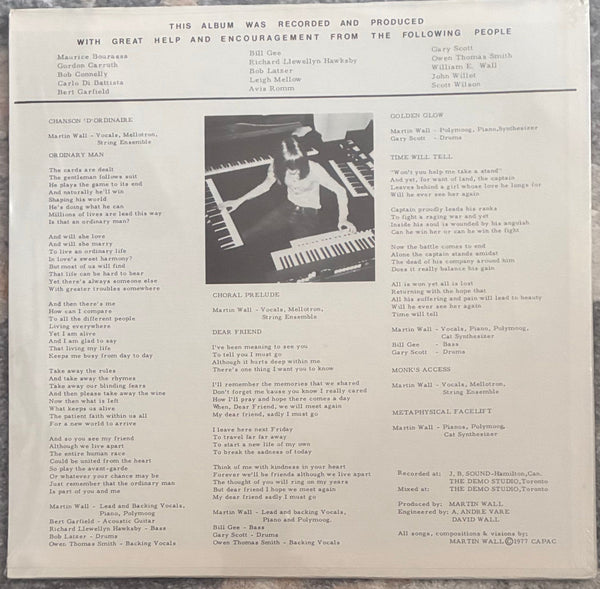 THIS ALBUM WAS RECORDED AND PRODUCED
WITH GREAT HELP AND ENCOURAGEMENT FROM THE FOLLOWING PEOPLE
Maurice Bourassa
Gordon Carruth
Bob Connelly
Carlo Di Battista
Bert Garfield
Bill Gee
Richard Llewellyn Hawksby
Bob Latzer
Leigh Mellow
Avis Romm
Gary Scott
Owen Thomas Smith
William E. Wall
John Willet
Scott Wilson
CHANSON 'D'ORDINAIRE
Martin Wall - Vocals, Mellotron,
String Ensemble
ORDINARY MAN
The cards are dealt
The gentleman follows suit
He plays the game to its end
And naturally he'll win
Shaping his world
He's doing what he can
Millions of lives are lead this way
Is that an ordinary man?
And will she love
And will she marry
To live an ordinary life
In love's sweet harmony?
But most of us will find
That life can be hard to bear
Yet there's always someone else
With greater troubles somewhere
And then there's me
How can I compare
To all the different people
Living everywhere
Yet I am alive
And I am glad to say
That living my life
Keeps me busy from day to day
Take away the rules
And take away the rhymes
Take away our blinding fears
And then please take away the wine
Now then what is left
What keeps us alive
The patient faith within us all
For a new world to arrive
And so you see my friend
Although we live apart
The entire human race
Could be united from the heart
So play the avant-garde
Or whatever your chance may be
Just remember that the ordinary man
Is part of you and me
Martin Wall - Lead and Backing Vocals,
Piano, Polymoog
Bert Garfield - Acoustic Guitar
Richard Llewellyn Hawksby - Bass
Bob Latzer - Drums
Owen Thomas Smith - Backing Vocals
CHORAL PRELUDE
Martin Wall - Vocals, Mellotron,
String Ensemble
DEAR FRIEND
I've been meaning to see you
To tell you I must go
Although it hurts deep within me
There's one thing I want you to know
I'll remember the memories that we shared
Don't forget me 'cause you know I really cared
How I'll pray and hope there comes a day
When, Dear Friend, we will meet again
My dear friend, sadly I must go
I leave here next Friday
To travel far far away
To start a new life of my own
To break the sadness of today
Think of me with kindness in your heart
Forever we'll be friends although we live apart
The thought of you will ring on my years
But dear friend I hope we meet again
My dear friend sadly I must go
Martin Wall - Lead and backing Vocals,
Piano and Polymoog.
Bill Gee - Bass
Gary Scott - Drums
Owen Thomas Smith - Backing Vocals
GOLDEN GLOW
Martin Wall - Polymoog, Piano, Synthesizer
Gary Scott - Drums
TIME WILL TELL
"Won't you help me take a stand"
And yet, for want of land, the captain
Leaves behind a girl whose love he longs for
Will he ever see her again
Captain proudly leads his ranks
To fight a raging war and yet
Inside his soul is wounded by his anguish
Can he win her or can he win the fight
Now the battle comes to end
Alone the captain stands amidst
The dead of his company around him
Does it really balance his gain
All is won yet all is lost
Returning with the hope that
All his suffering and pain will lead to beauty
Will he ever see her again
Time will tell
Martin Wall - Vocals, Piano, Polymoog,
Cat Synthesizer
Bill Gee - Bass
Gary Scott - Drums
MONK'S ACCESS
Martin Wall - Vocals, Mellotron,
String Ensemble
METAPHYSICAL FACELIFT
Martin Wall - Pianos, Polymoog,
Cat Synthesizer
Recorded at: J. B. SOUND-Hamilton, Can.
THE DEMO STUDIO, Toronto
Mixed at: THE DEMO STUDIO, Toronto
Produced by: MARTIN WALL
Engineered by: A. ANDRE VARE
DAVID WALL
All songs, compositions & visions by:
MARTIN WALL Ⓒ1977 CAPAC.